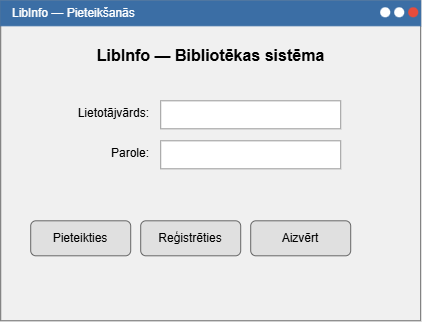 LibInfo — Pieteikšanās
LibInfo — Bibliotēkas sistēma
Lietotājvārds:
Parole:
Pieteikties Reģistrēties Aizvērt